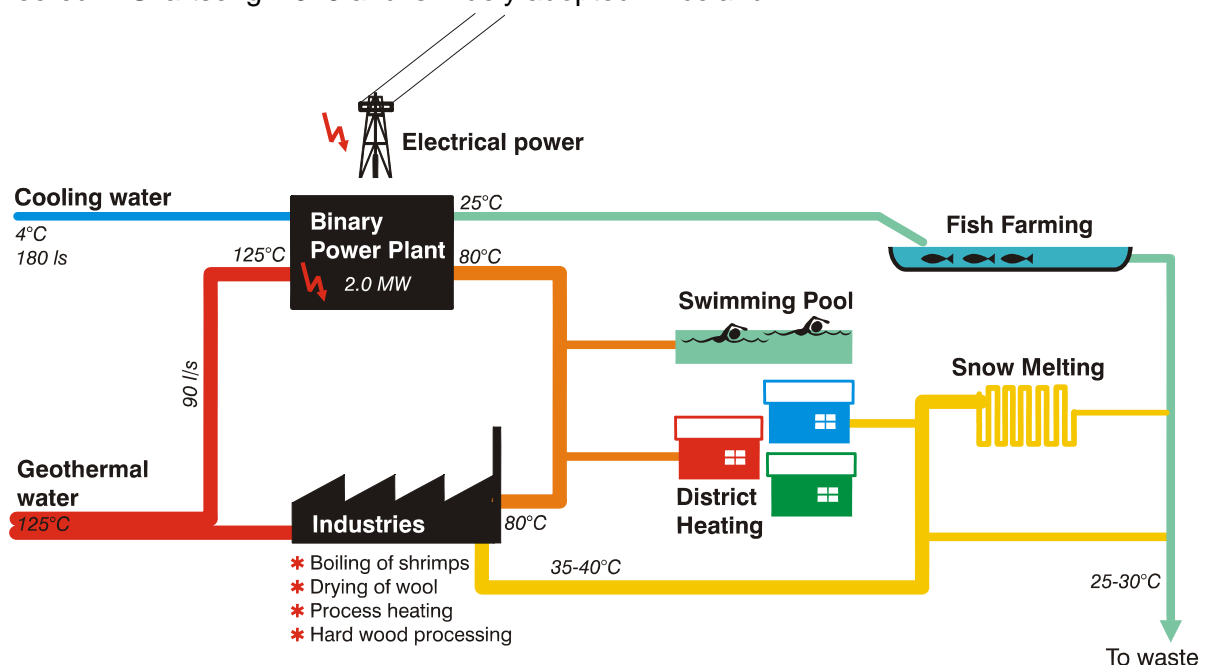 Electrical power
Cooling water
4°C
180 ls
Binary
Power Plant
2.0 MW
25°C
125°C
80°C
Fish Farming
Swimming Pool
90 l/s
Snow Melting
Geothermal
water
125°C
Industries
80°C
District
Heating
Boiling of shrimps
Drying of wool
Process heating
Hard wood processing
35-40°C
25-30°C
To waste